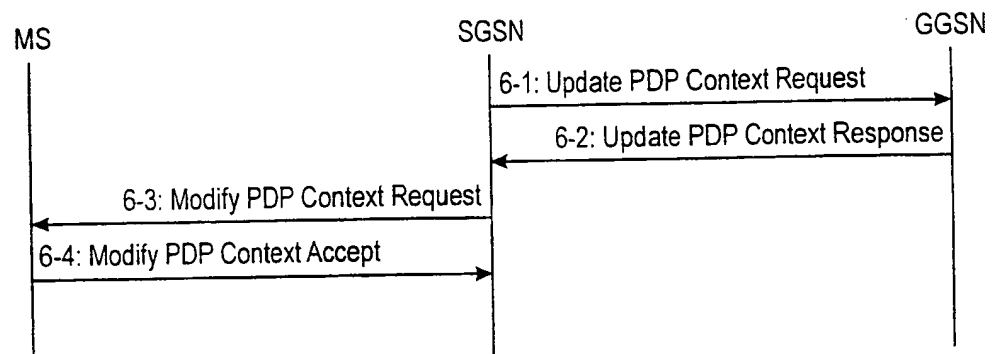 MS
SGSN
GGSN
6-1: Update PDP Context Request
6-2: Update PDP Context Response
6-3: Modify PDP Context Request
6-4: Modify PDP Context Accept